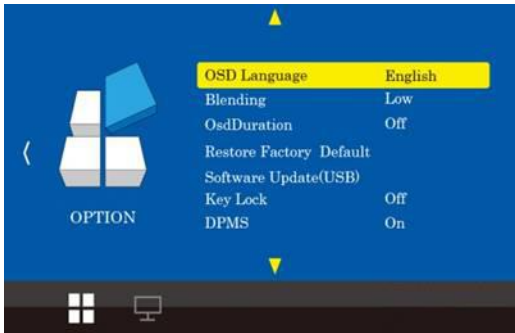 OSD Language English
Blending Low
OsdDuration Off
Restore Factory Default
Software Update(USB)
Key Lock Off
OPTION
DPMS On